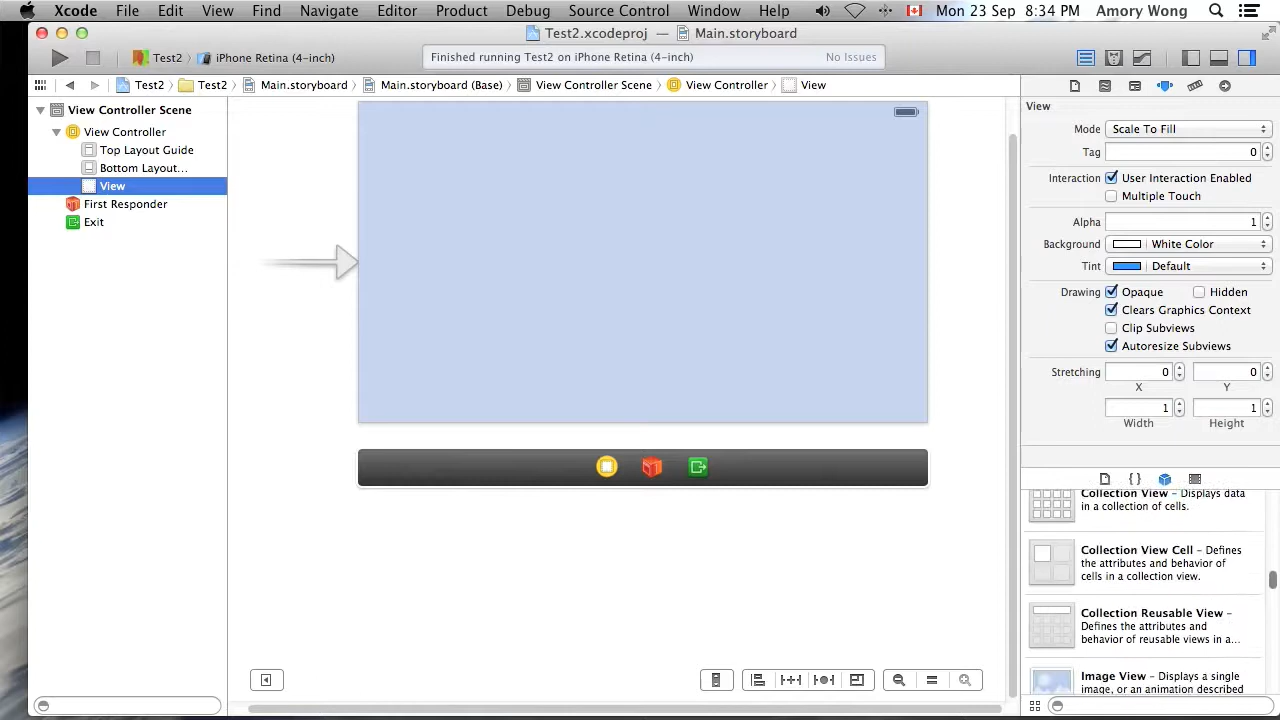 Xcode File Edit View Find Navigate Editor Product Debug Source Control Window Help Mon 23 Sep 8:34 PM Amory Wong
Test2.xcodeproj — Main.storyboard
Test2 iPhone Retina (4-inch) Finished running Test2 on iPhone Retina (4-inch) No Issues
Test2 Test2 Main.storyboard Main.storyboard (Base) View Controller Scene View Controller View
View Controller Scene
View Controller
Top Layout Guide
Bottom Layout...
View
First Responder
Exit
View
Mode Scale To Fill
Tag 0
Interaction User Interaction Enabled
Multiple Touch
Alpha 1
Background White Color
Tint Default
Drawing Opaque Hidden
Clears Graphics Context
Clip Subviews
Autoresize Subviews
Stretching 0 0
X Y
1 1
Width Height
Collection View – Displays data
in a collection of cells.
Collection View Cell – Defines
the attributes and behavior of
cells in a collection view.
Collection Reusable View –
Defines the attributes and
behavior of reusable views in a...
Image View – Displays a single
image, or an animation described